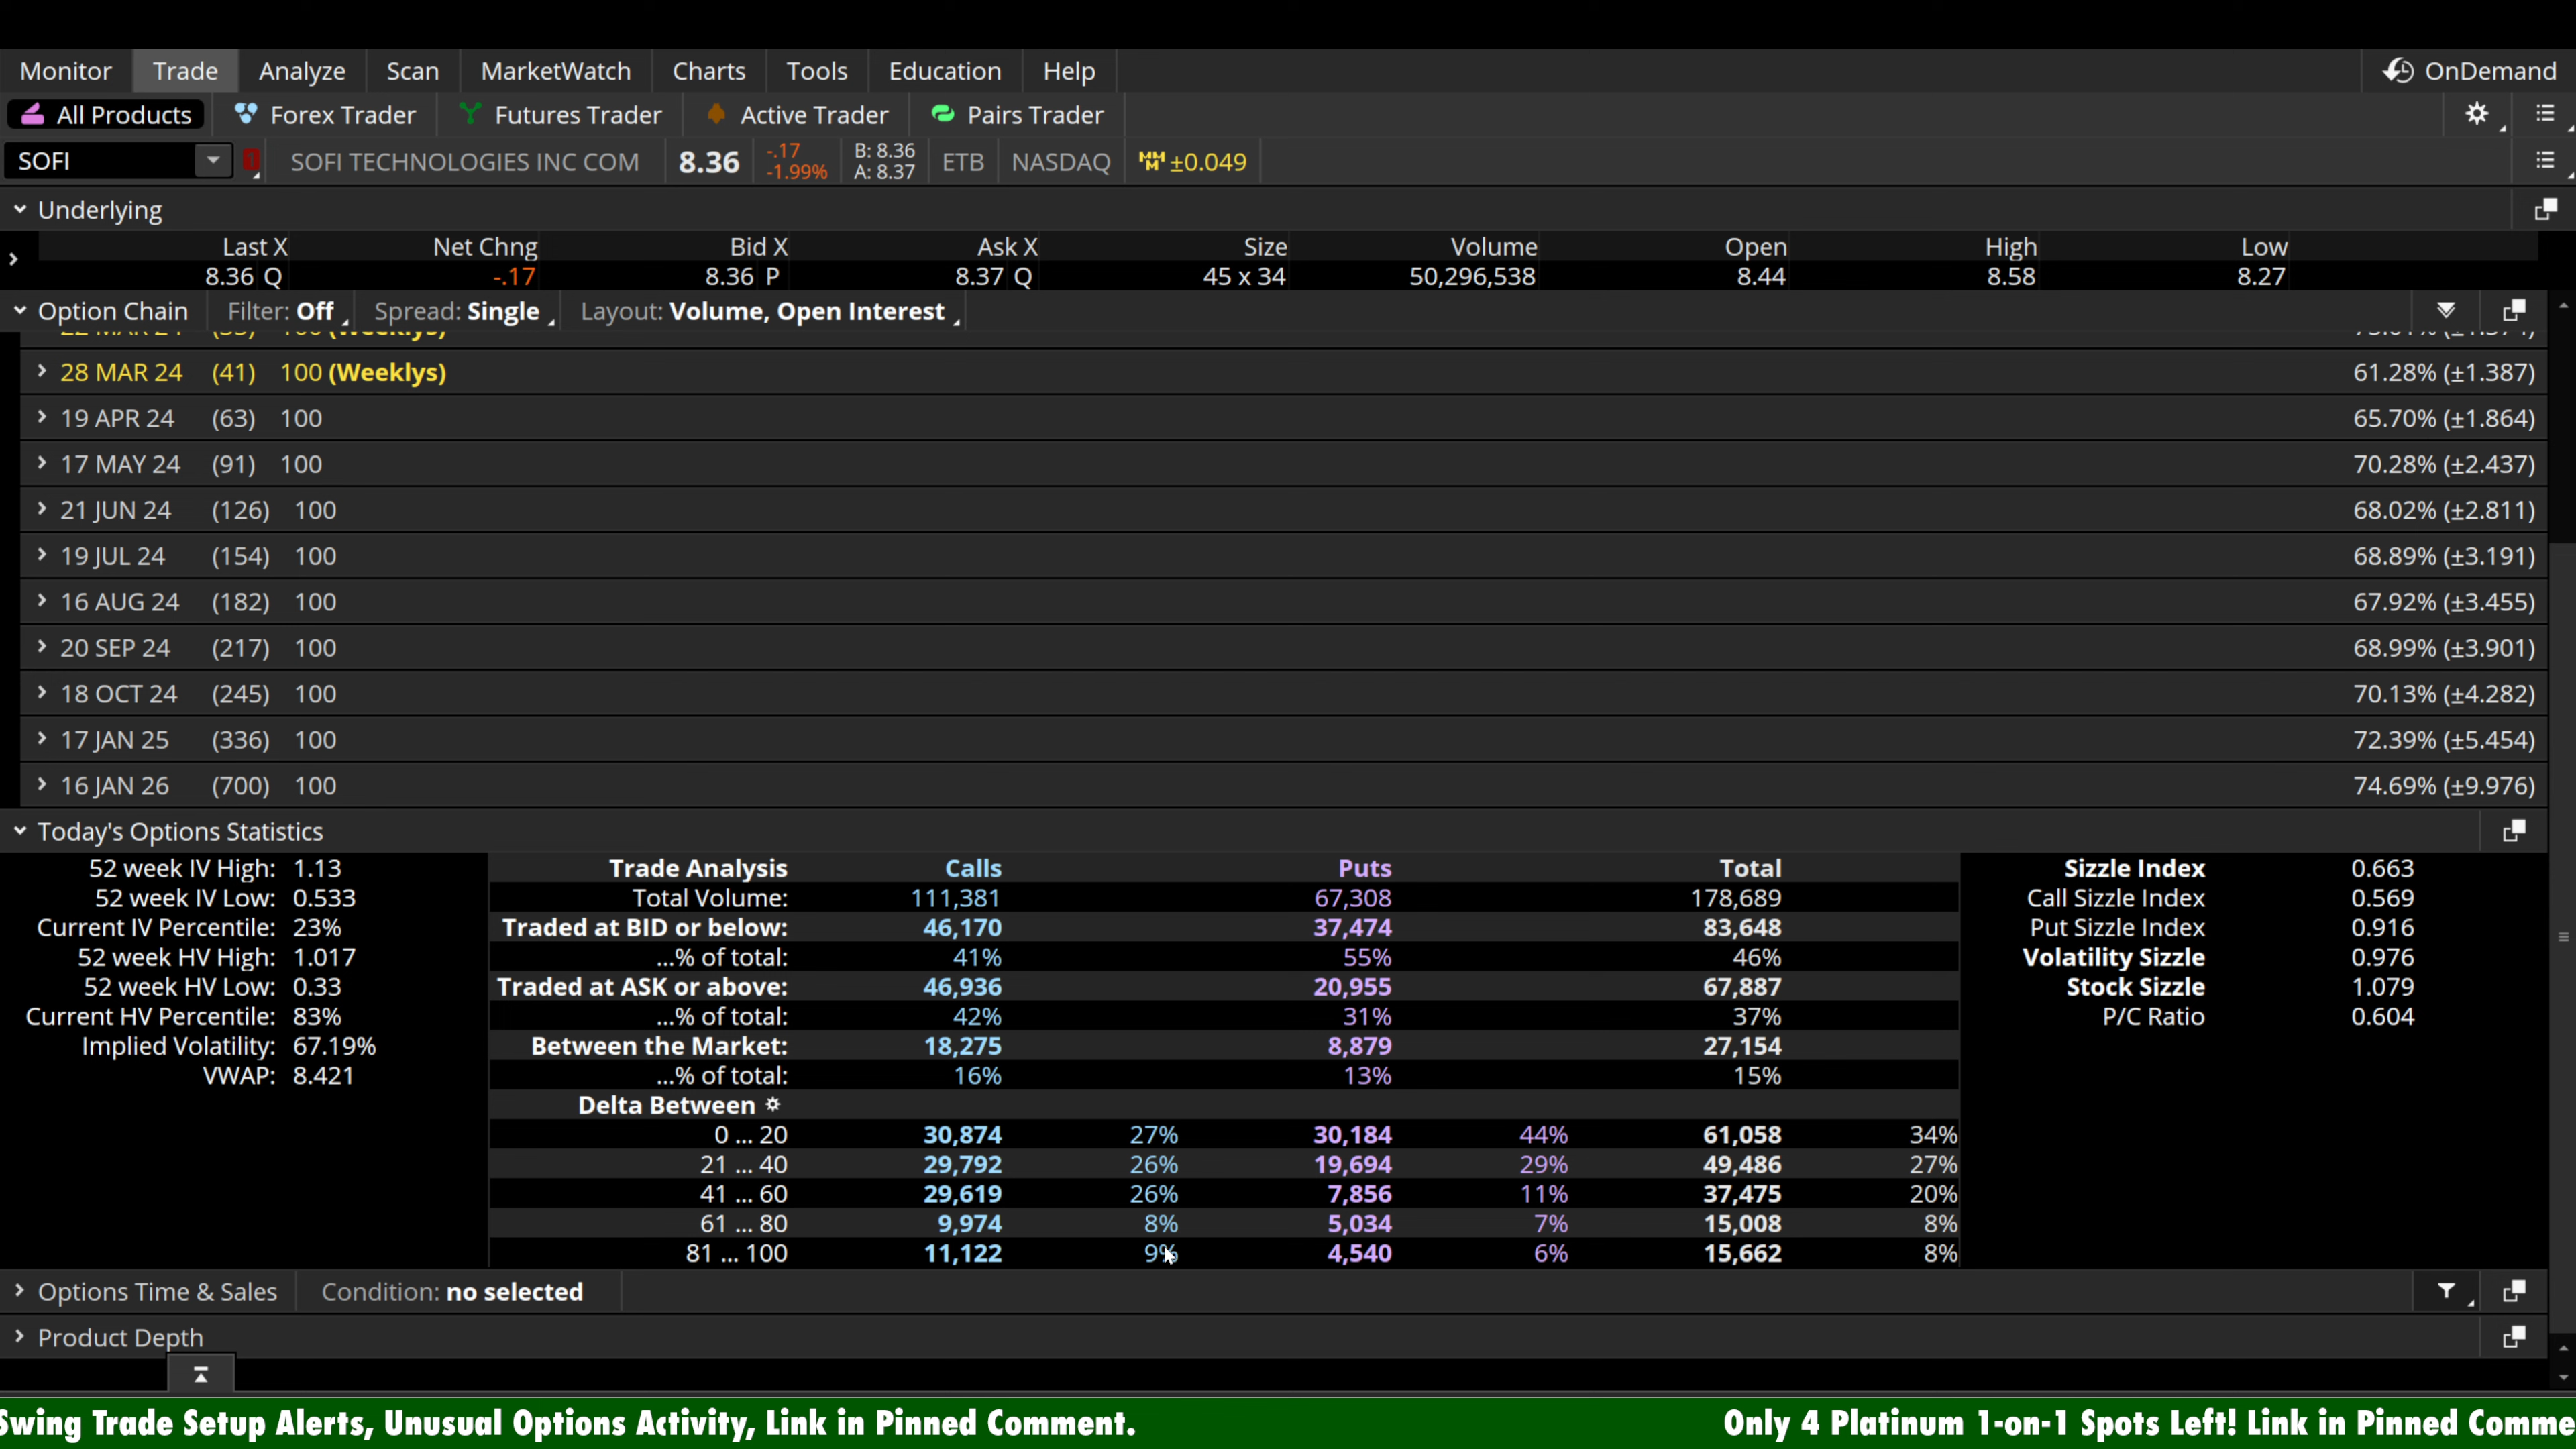 Monitor Trade Analyze Scan MarketWatch Charts Tools Education Help OnDemand
All Products Forex Trader Futures Trader Active Trader Pairs Trader
SOFI SOFI TECHNOLOGIES INC COM 8.36 -.17 -1.99% B: 8.36 A: 8.37 ETB NASDAQ ±0.049
Underlying
Last X Net Chng Bid X Ask X Size Volume Open High Low
8.36 Q -.17 8.36 P 8.37 Q 45 x 34 50,296,538 8.44 8.58 8.27
Option Chain Filter: Off Spread: Single Layout: Volume, Open Interest
28 MAR 24 (41) 100 (Weeklys) 61.28% (±1.387)
19 APR 24 (63) 100 65.70% (±1.864)
17 MAY 24 (91) 100 70.28% (±2.437)
21 JUN 24 (126) 100 68.02% (±2.811)
19 JUL 24 (154) 100 68.89% (±3.191)
16 AUG 24 (182) 100 67.92% (±3.455)
20 SEP 24 (217) 100 68.99% (±3.901)
18 OCT 24 (245) 100 70.13% (±4.282)
17 JAN 25 (336) 100 72.39% (±5.454)
16 JAN 26 (700) 100 74.69% (±9.976)
Today's Options Statistics
52 week IV High: 1.13 Trade Analysis Calls Puts Total Sizzle Index 0.663
52 week IV Low: 0.533 Total Volume: 111,381 67,308 178,689 Call Sizzle Index 0.569
Current IV Percentile: 23% Traded at BID or below: 46,170 37,474 83,648 Put Sizzle Index 0.916
52 week HV High: 1.017 ...% of total: 41% 55% 46% Volatility Sizzle 0.976
52 week HV Low: 0.33 Traded at ASK or above: 46,936 20,955 67,887 Stock Sizzle 1.079
Current HV Percentile: 83% ...% of total: 42% 31% 37% P/C Ratio 0.604
Implied Volatility: 67.19% Between the Market: 18,275 8,879 27,154
VWAP: 8.421 ...% of total: 16% 13% 15%
Delta Between
0 ... 20 30,874 27% 30,184 44% 61,058 34%
21 ... 40 29,792 26% 19,694 29% 49,486 27%
41 ... 60 29,619 26% 7,856 11% 37,475 20%
61 ... 80 9,974 8% 5,034 7% 15,008 8%
81 ... 100 11,122 9% 4,540 6% 15,662 8%
Options Time & Sales Condition: no selected
Product Depth
Swing Trade Setup Alerts, Unusual Options Activity, Link in Pinned Comment. Only 4 Platinum 1-on-1 Spots Left! Link in Pinned Comme